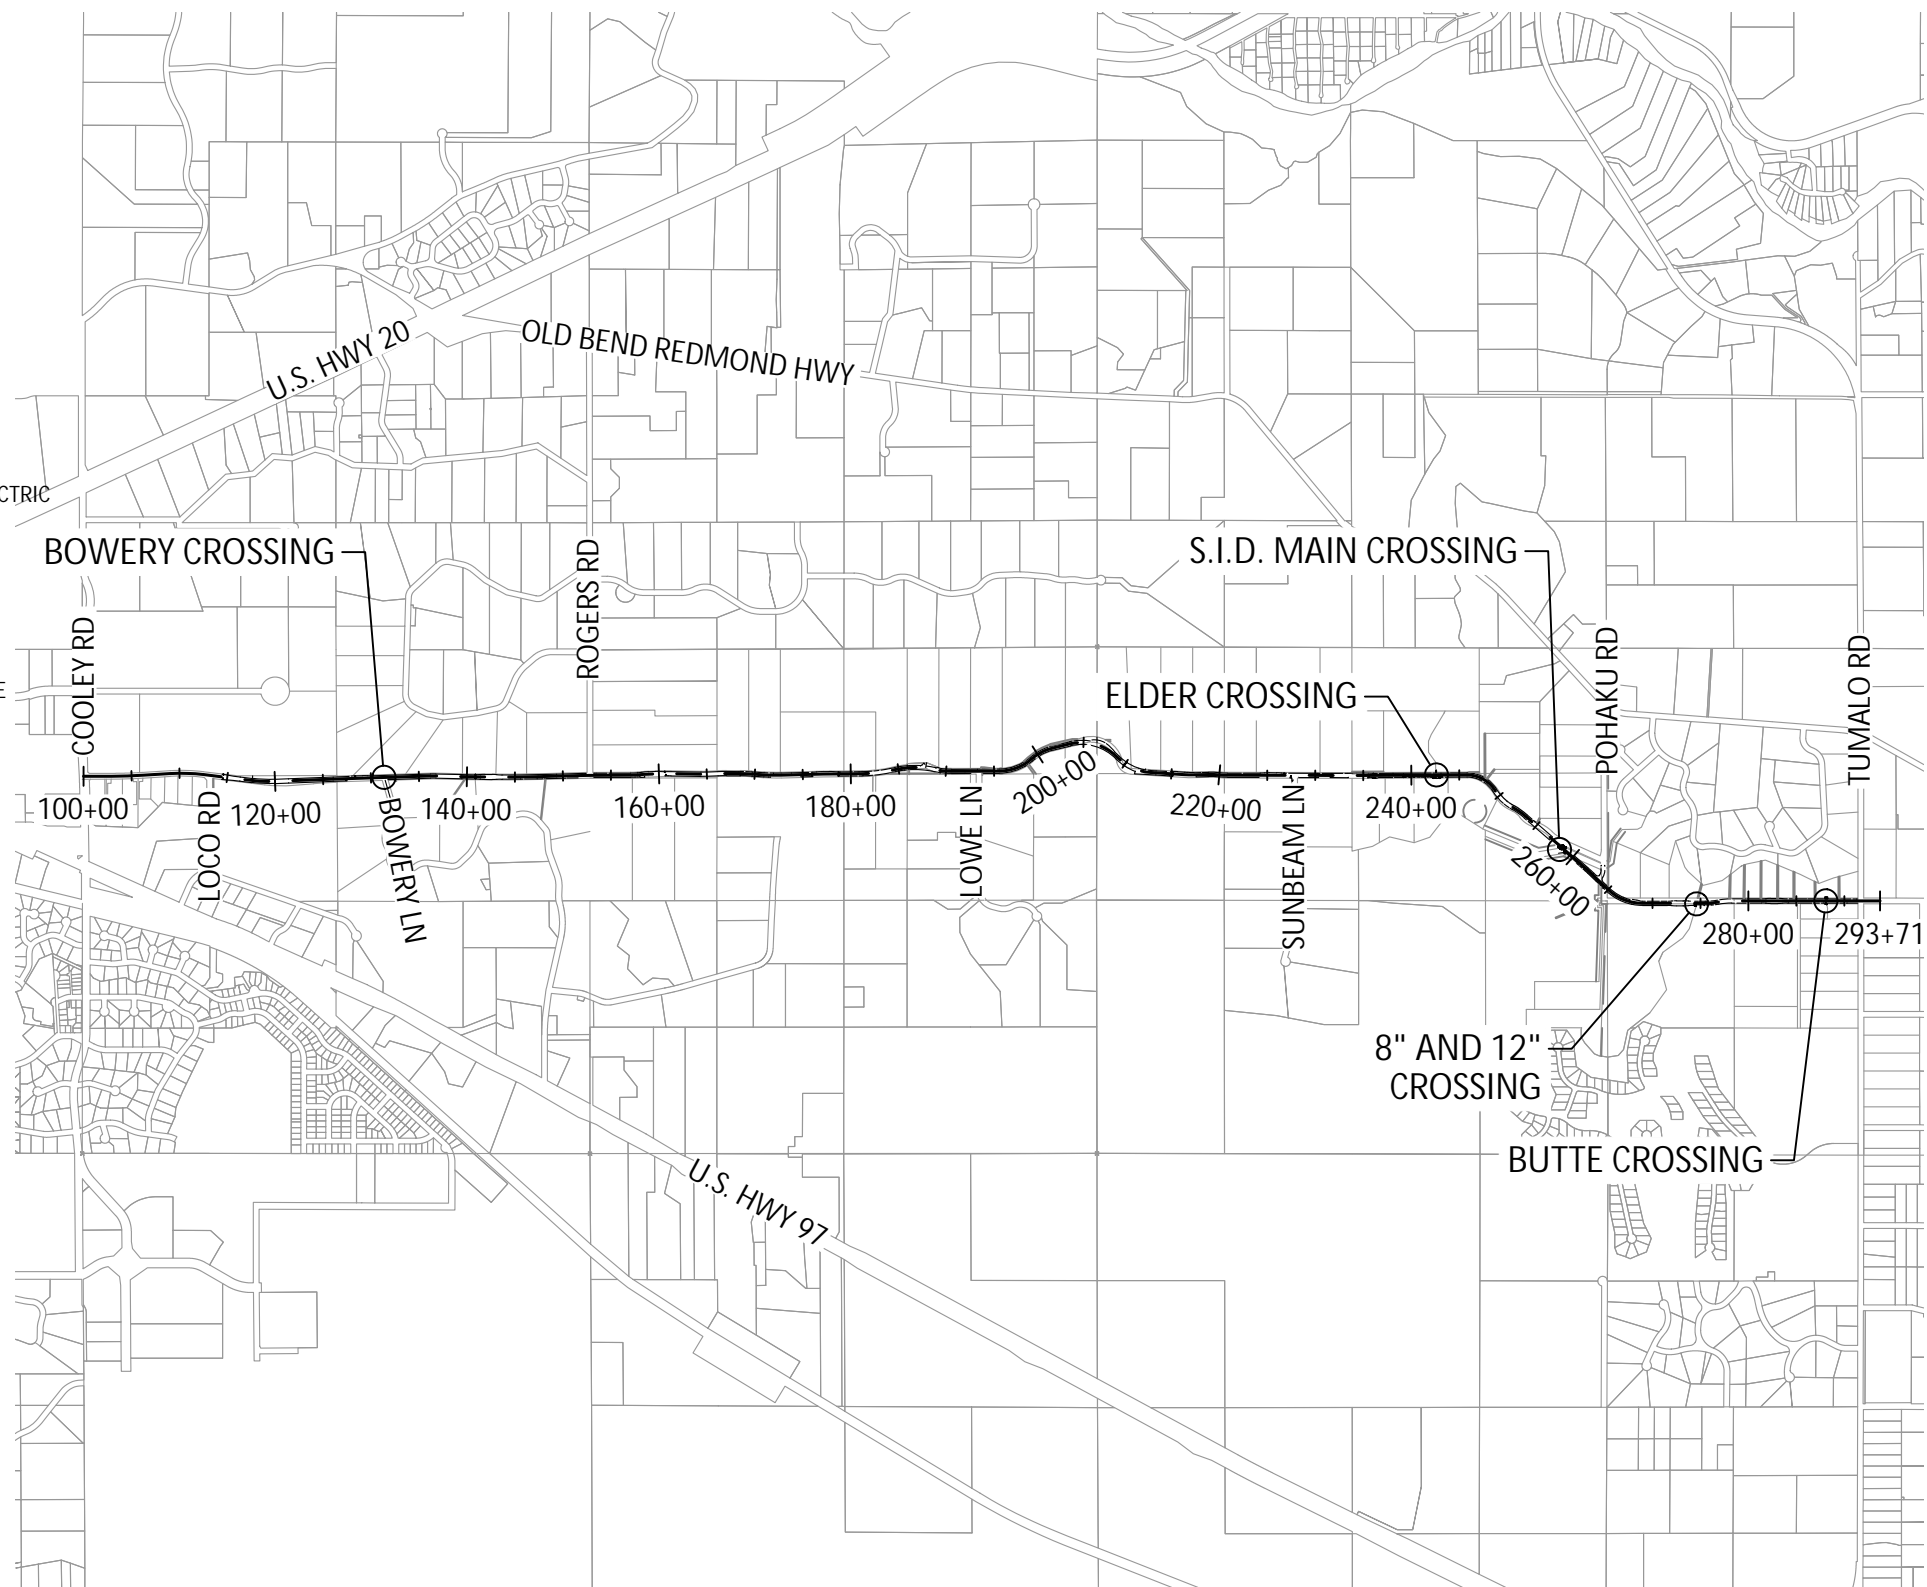 U.S. HWY 20
OLD BEND REDMOND HWY
CTRIC
BOWERY CROSSING
S.I.D. MAIN CROSSING
ROGERS RD
COOLEY RD
POHAKU RD
TUMALO RD
E
ELDER CROSSING
100+00
LOCO RD
120+00
BOWERY LN
140+00
160+00
180+00
LOWE LN
200+00
220+00
SUNBEAM LN
240+00
260+00
280+00
293+71
8" AND 12"
CROSSING
BUTTE CROSSING
U.S. HWY 97